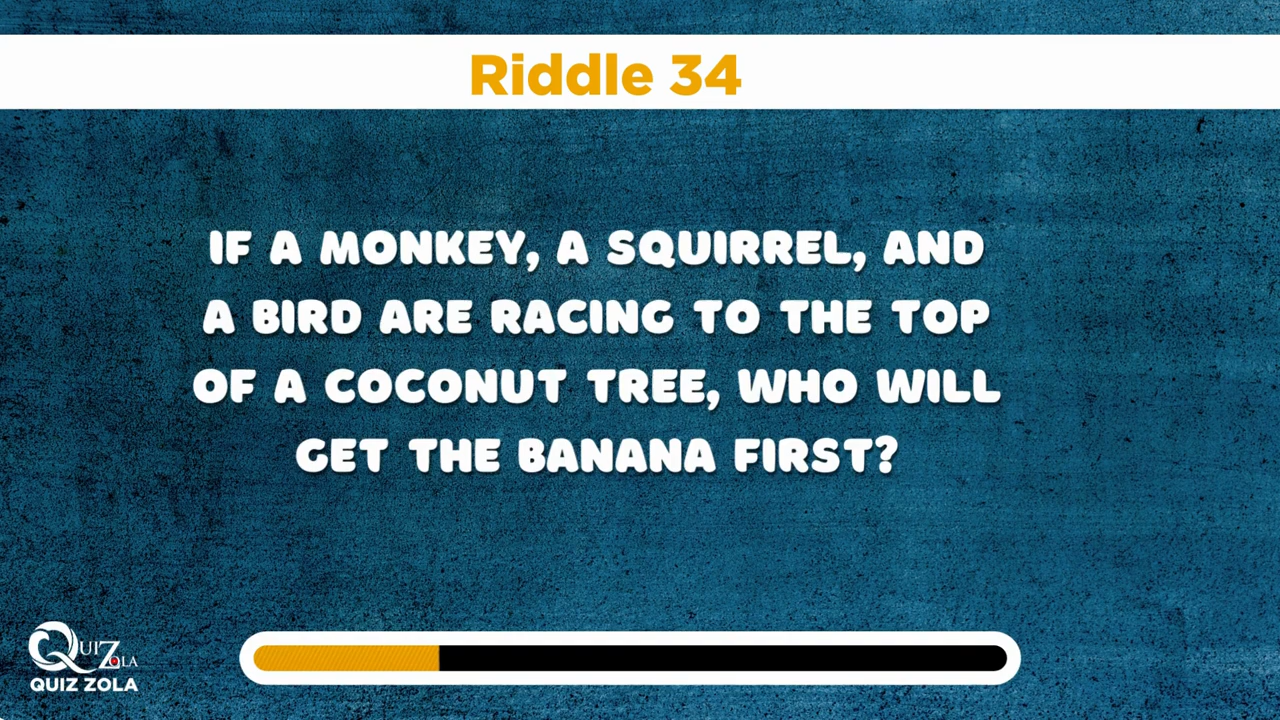 Riddle 34
IF A MONKEY, A SQUIRREL, AND
A BIRD ARE RACING TO THE TOP
OF A COCONUT TREE, WHO WILL
GET THE BANANA FIRST?
QUIZ
ZOLA
QUIZ ZOLA